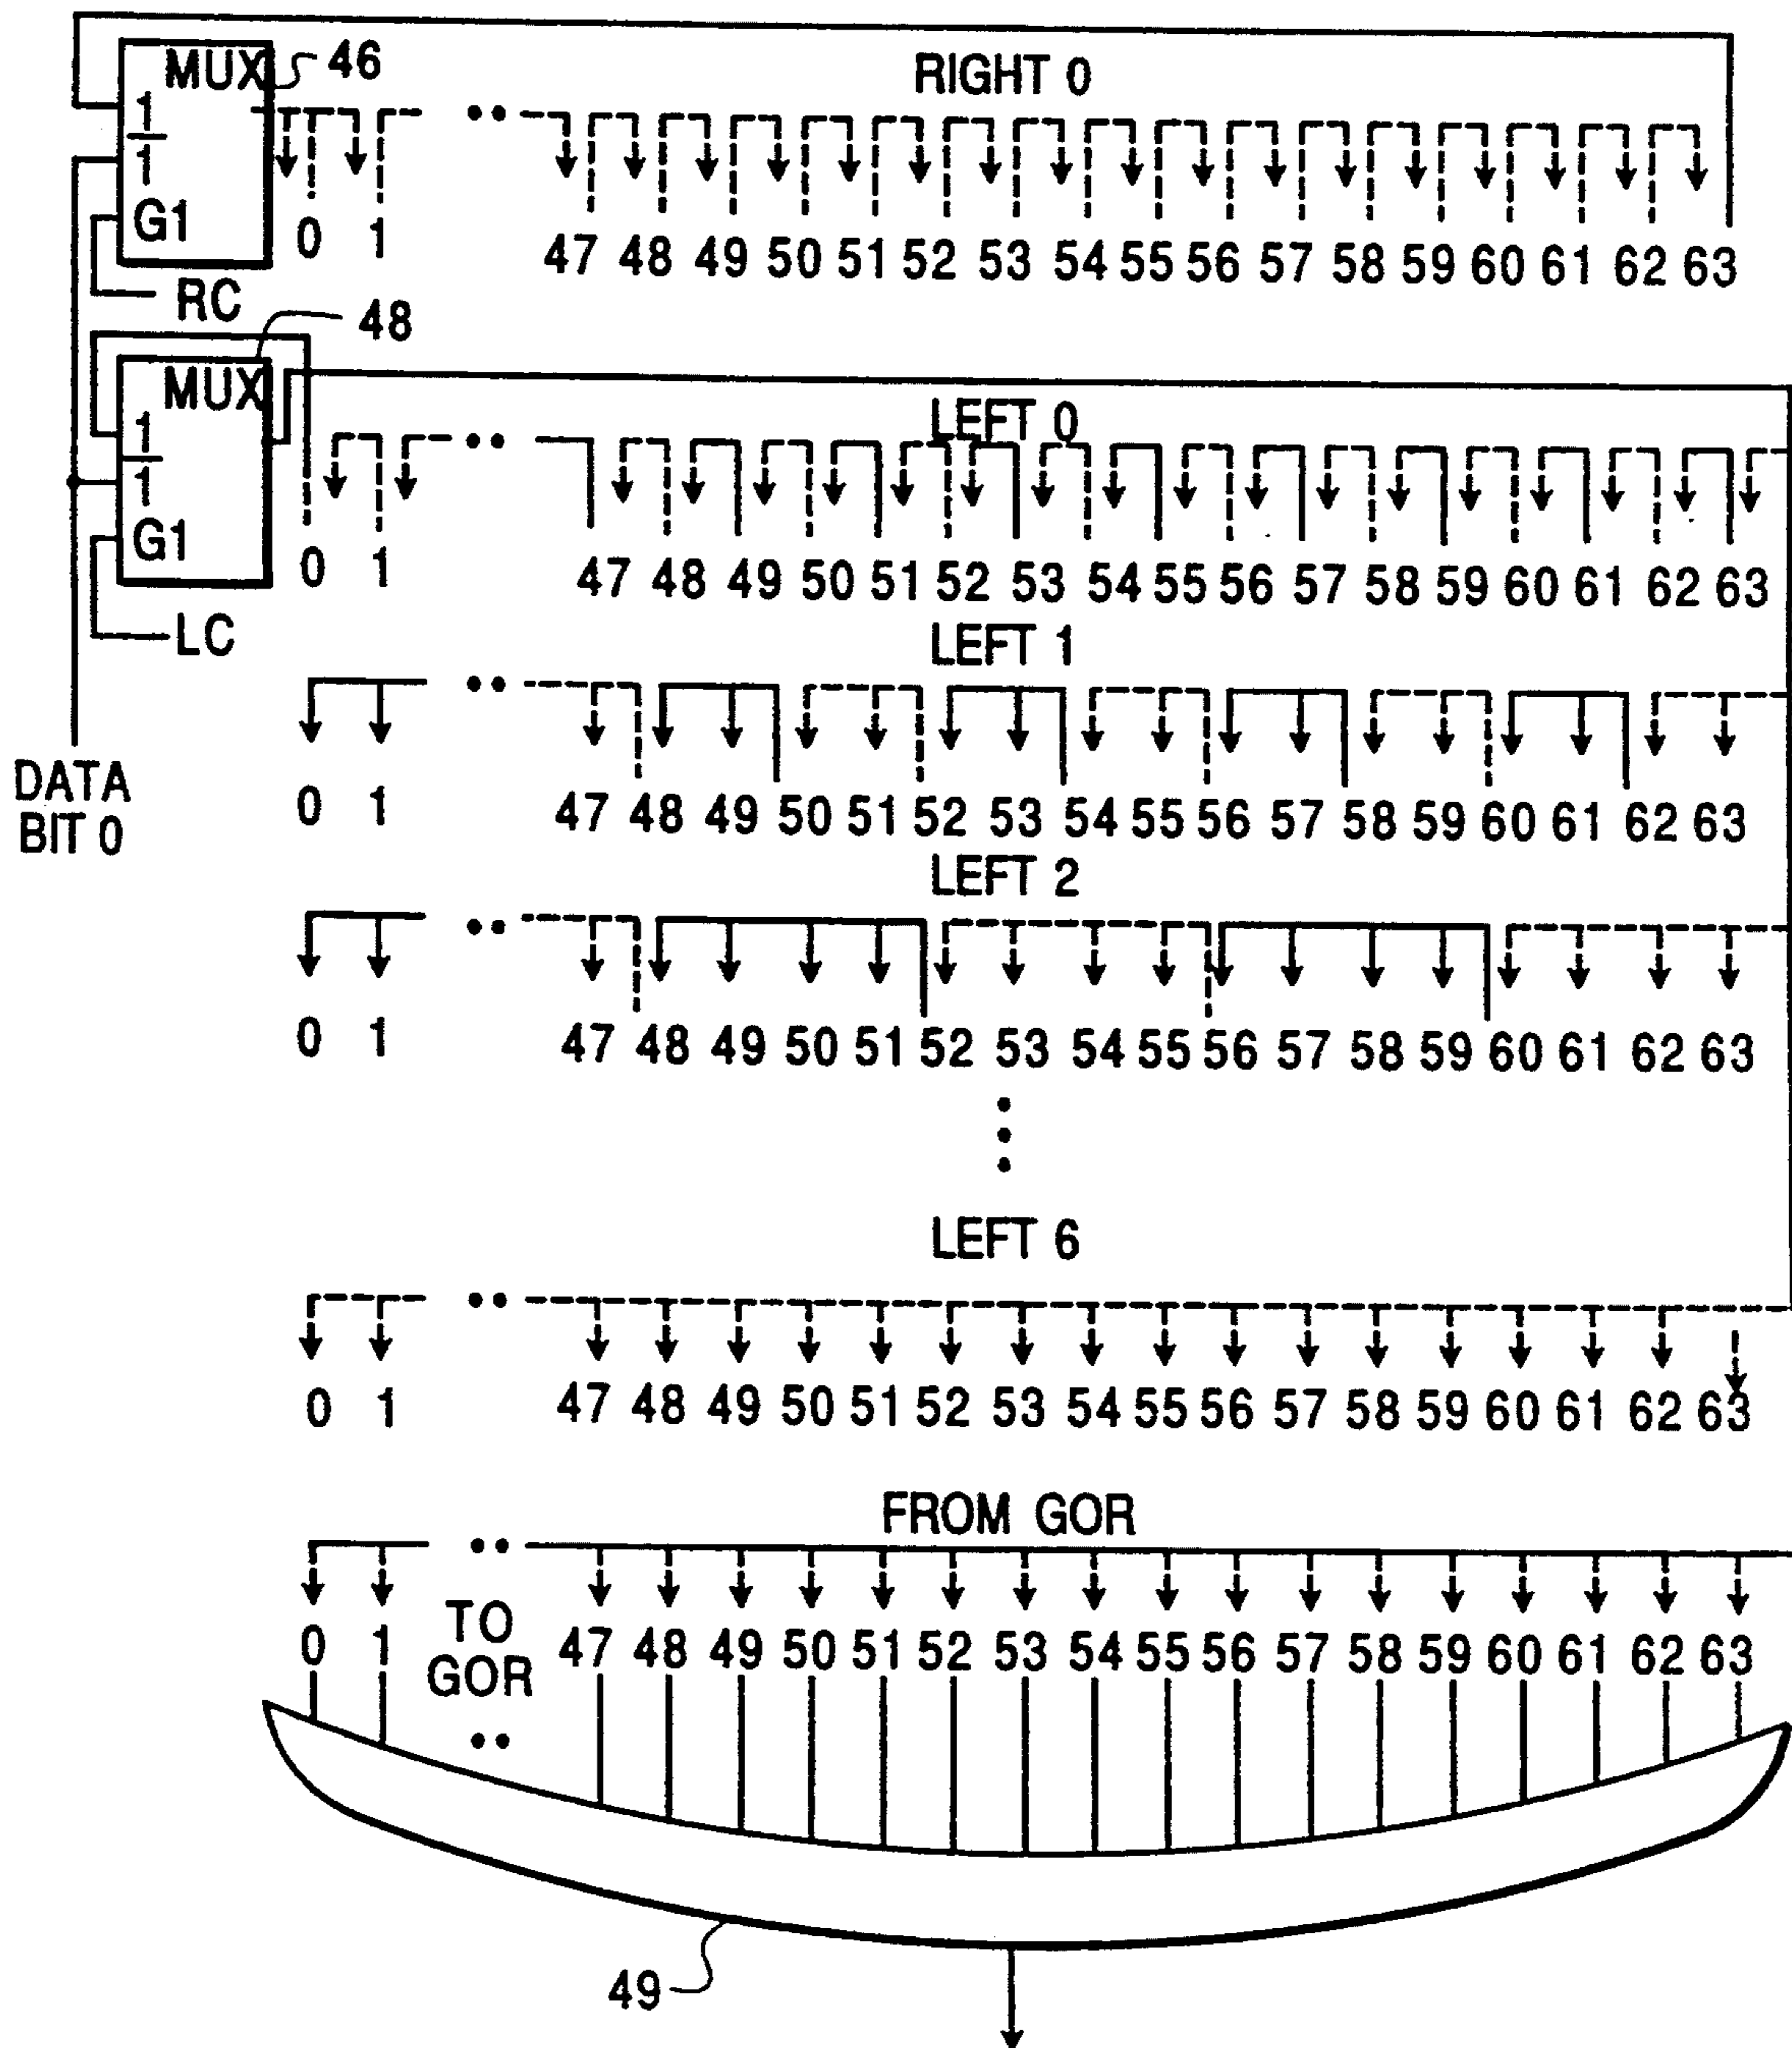 MUX 46
RIGHT 0
1
1
G1
0 1 47 48 49 50 51 52 53 54 55 56 57 58 59 60 61 62 63
RC
48
MUX
LEFT 0
1
1
G1
0 1 47 48 49 50 51 52 53 54 55 56 57 58 59 60 61 62 63
LC
LEFT 1
DATA
BIT 0
0 1 47 48 49 50 51 52 53 54 55 56 57 58 59 60 61 62 63
LEFT 2
0 1 47 48 49 50 51 52 53 54 55 56 57 58 59 60 61 62 63
LEFT 6
0 1 47 48 49 50 51 52 53 54 55 56 57 58 59 60 61 62 63
FROM GOR
0 1 47 48 49 50 51 52 53 54 55 56 57 58 59 60 61 62 63
TO
GOR
49